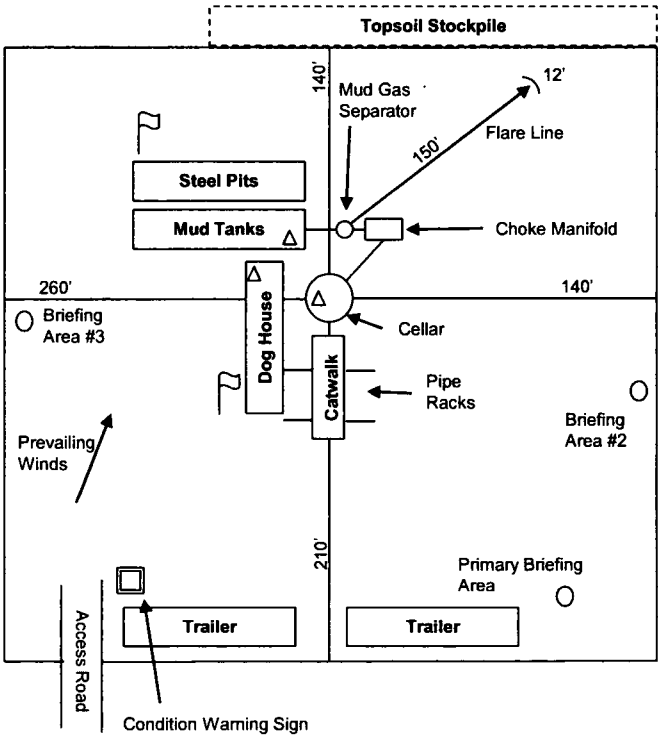 Topsoil Stockpile
140'
Mud Gas
Separator
12'
150'
Flare Line
Steel Pits
Mud Tanks
Choke Manifold
260'
140'
Briefing
Area #3
Dog House
Cellar
Catwalk
Pipe
Racks
Briefing
Area #2
Prevailing
Winds
210'
Primary Briefing
Area
Access Road
Trailer
Trailer
Condition Warning Sign